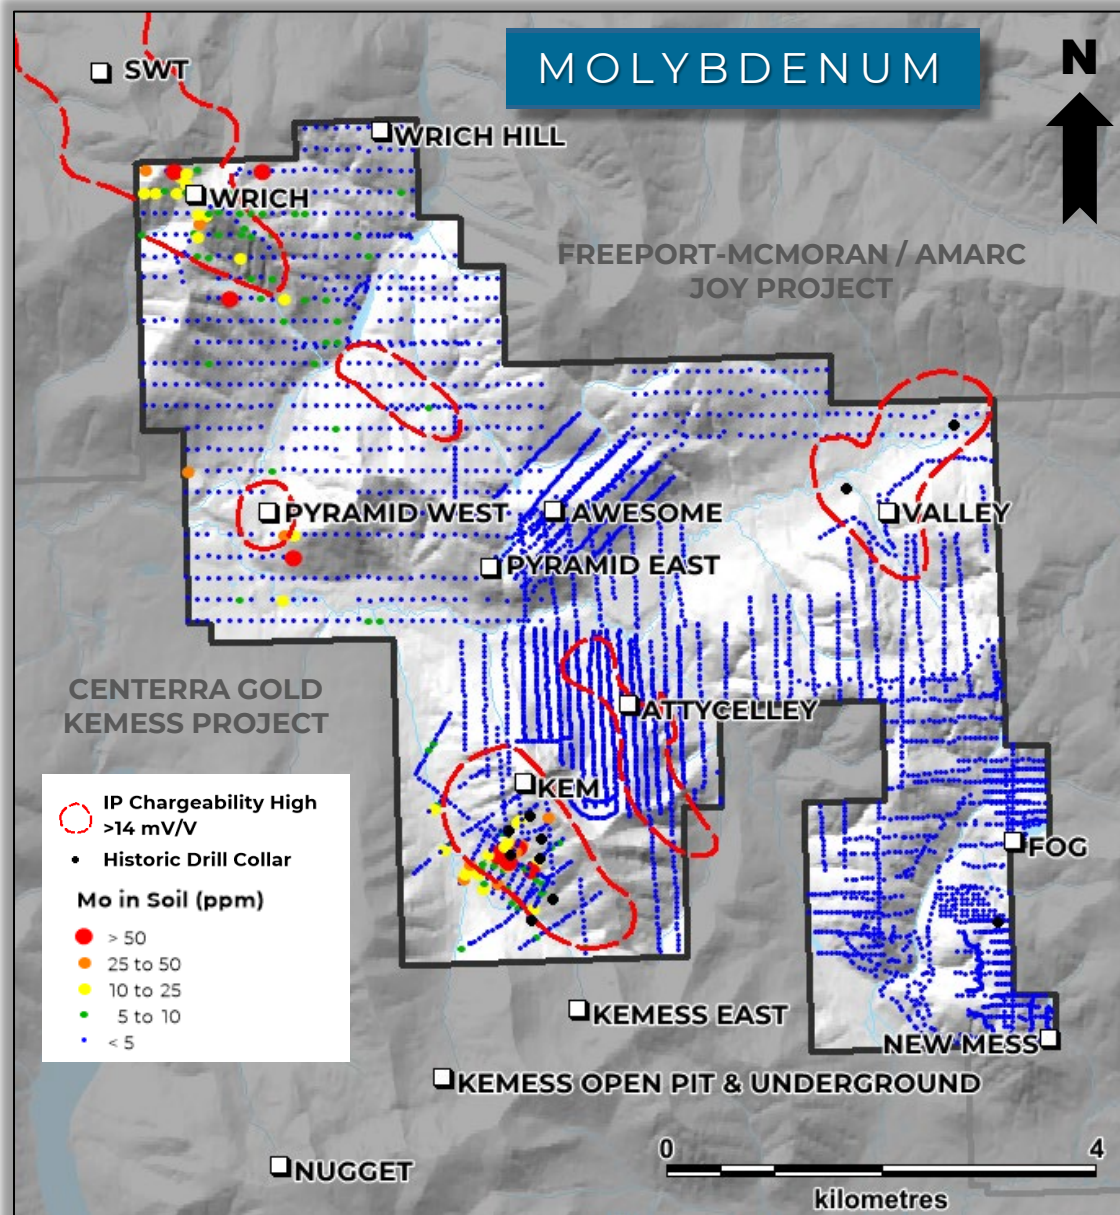 MOLYBDENUM
N
SWT
WRICH HILL
WRICH
FREEPORT-MCMORAN / AMARC
JOY PROJECT
PYRAMID WEST
AWESOME
VALLEY
PYRAMID EAST
CENTERRA GOLD
KEMESS PROJECT
ATTYCELLEY
KEM
FOG
IP Chargeability High
>14 mV/V
Historic Drill Collar
Mo in Soil (ppm)
> 50
25 to 50
10 to 25
5 to 10
< 5
KEMESS EAST
NEW MESS
KEMESS OPEN PIT & UNDERGROUND
NUGGET
0 4
kilometres